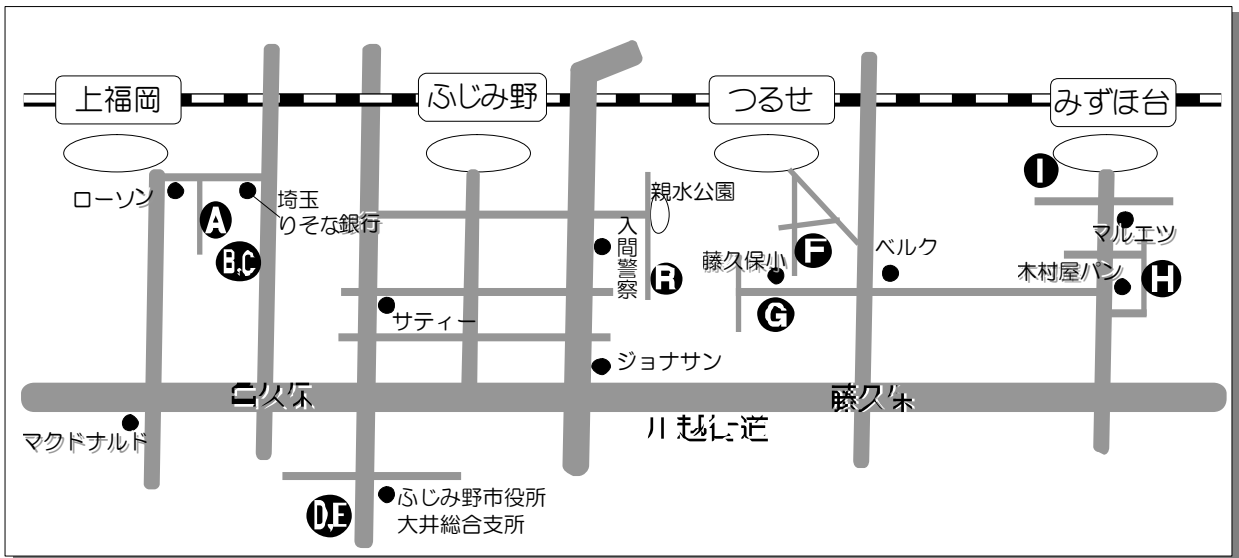 上福岡
ふじみ野
つるせ
みずほ台
ローソン
埼玉
りそな銀行
A
B,C
親水公園
入間警察
R
藤久保小
F
ベルク
I
マルエツ
木村屋パン
H
サティー
G
ジョナサン
藤久保
マクドナルド
D,E
ふじみ野市役所
大井総合支所